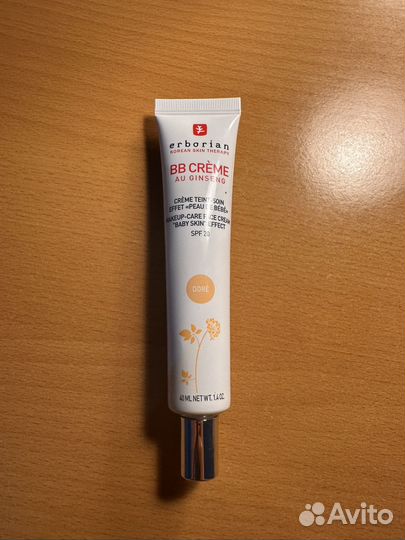 erborian
KOREAN SKIN THERAPY
BB CRÈME
AU GINSENG
CRÈME TEINT-SOIN
EFFET «PEAU DE BÉBÉ»
MAKEUP-CARE FACE CREAM
"BABY SKIN" EFFECT
SPF 20
DORÉ
40 ML NET WT. 1.4 OZ.
Avito